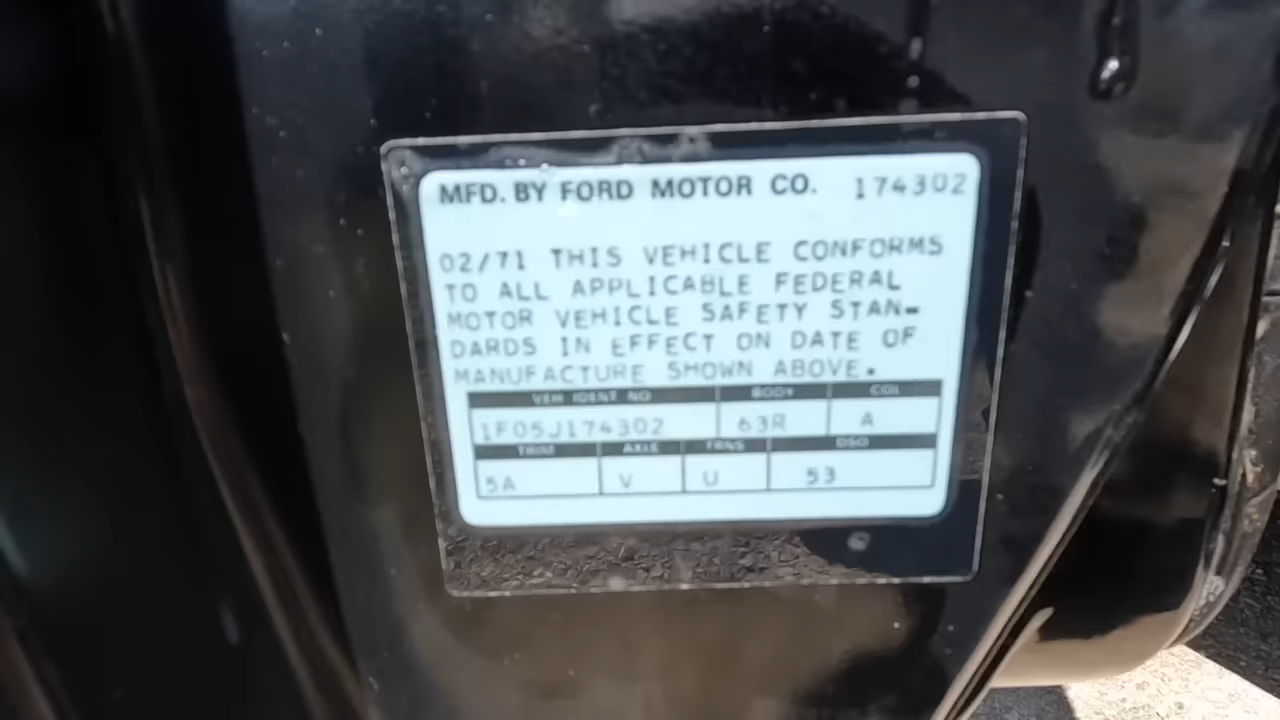 MFD. BY FORD MOTOR CO. 174302
02/71 THIS VEHICLE CONFORMS
TO ALL APPLICABLE FEDERAL
MOTOR VEHICLE SAFETY STAN-
DARDS IN EFFECT ON DATE OF
MANUFACTURE SHOWN ABOVE.
VEH IDENT NO BODY COL
1F05J174302 63R A
TRIM AXLE TRNS DSO
5A V U 53